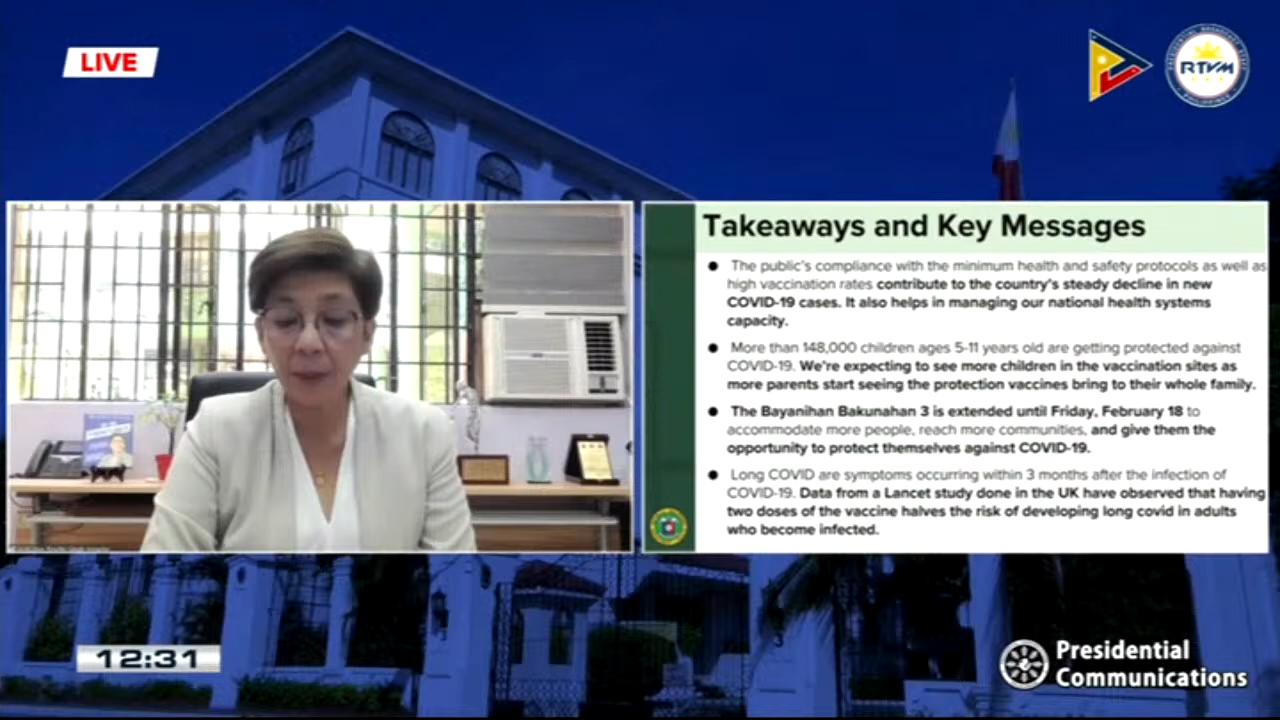 LIVE
RTVM
Takeaways and Key Messages
● The public's compliance with the minimum health and safety protocols as well as
high vaccination rates contribute to the country's steady decline in new
COVID-19 cases. It also helps in managing our national health systems
capacity.
● More than 148,000 children ages 5-11 years old are getting protected against
COVID-19. We're expecting to see more children in the vaccination sites as
more parents start seeing the protection vaccines bring to their whole family.
● The Bayanihan Bakunahan 3 is extended until Friday, February 18 to
accommodate more people, reach more communities, and give them the
opportunity to protect themselves against COVID-19.
● Long COVID are symptoms occurring within 3 months after the infection of
COVID-19. Data from a Lancet study done in the UK have observed that having
two doses of the vaccine halves the risk of developing long covid in adults
who become infected.
12:31
Presidential
Communications